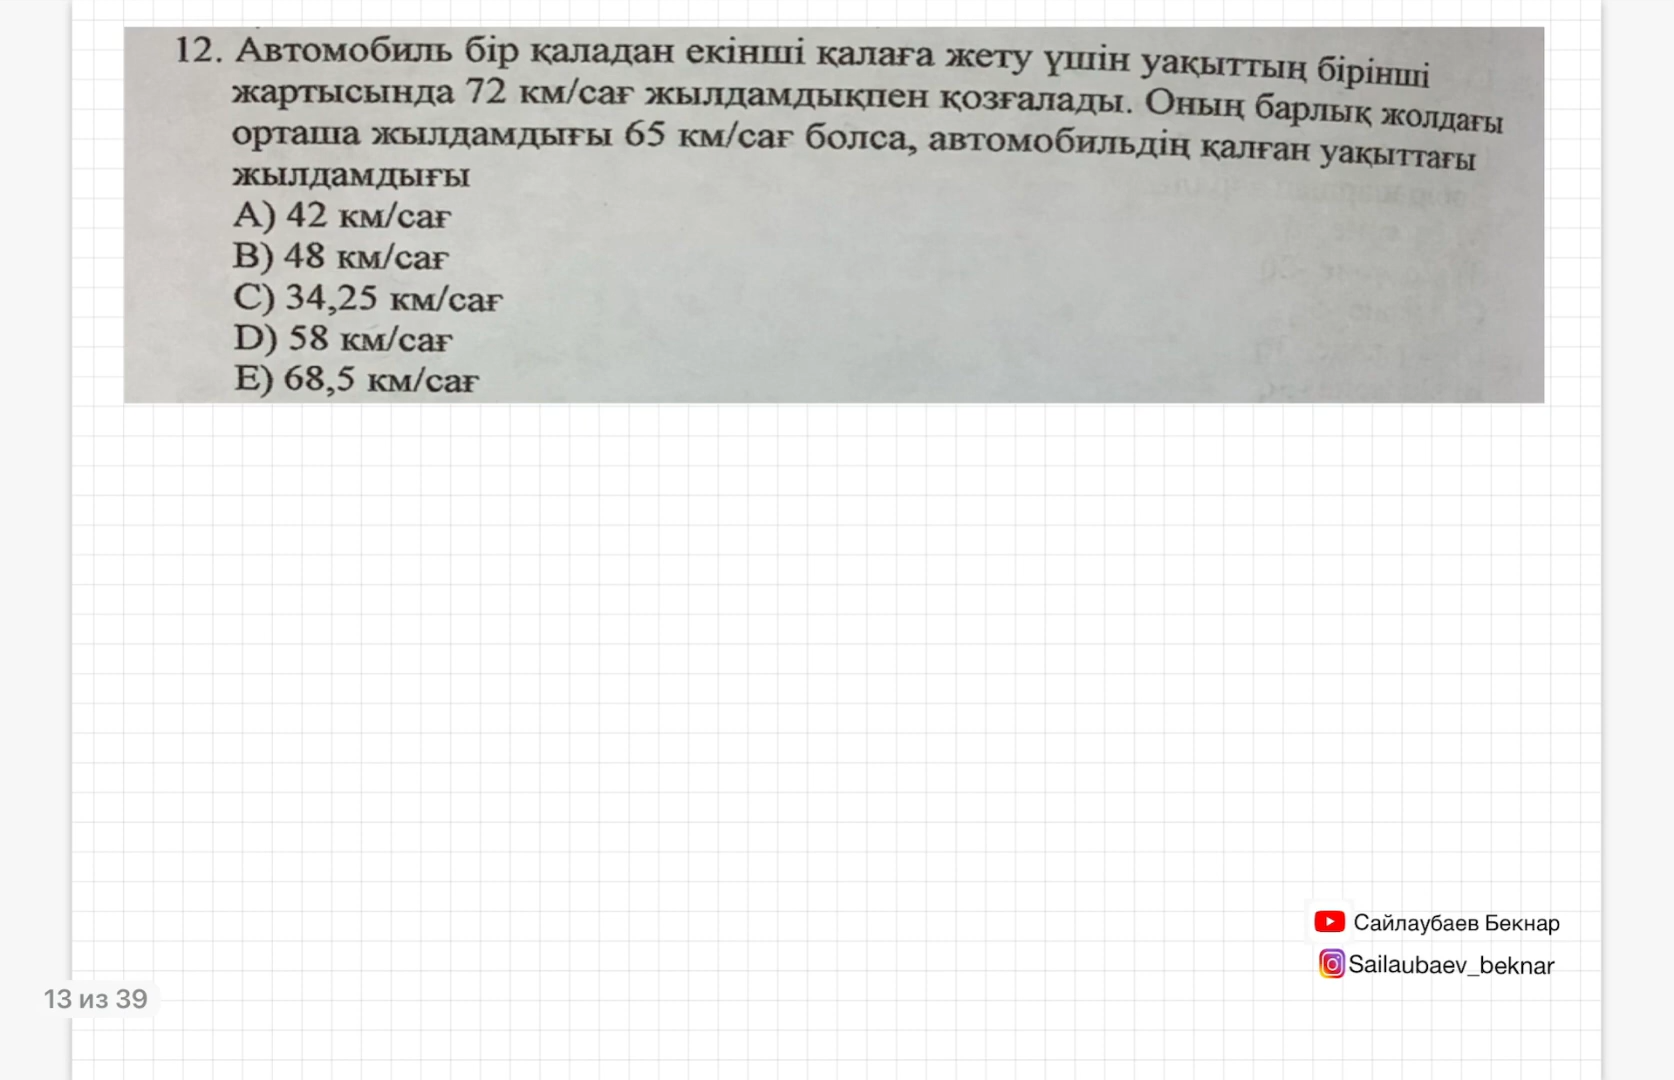 12. Автомобиль бір қаладан екінші қалаға жету үшін уақыттың бірінші
жартысында 72 км/сағ жылдамдықпен қозғалады. Оның барлық жолдағы
орташа жылдамдығы 65 км/сағ болса, автомобильдің қалған уақыттағы
жылдамдығы
A) 42 км/сағ
B) 48 км/сағ
C) 34,25 км/сағ
D) 58 км/сағ
E) 68,5 км/сағ
Сайлаубаев Бекнар
Sailaubaev_beknar
13 из 39